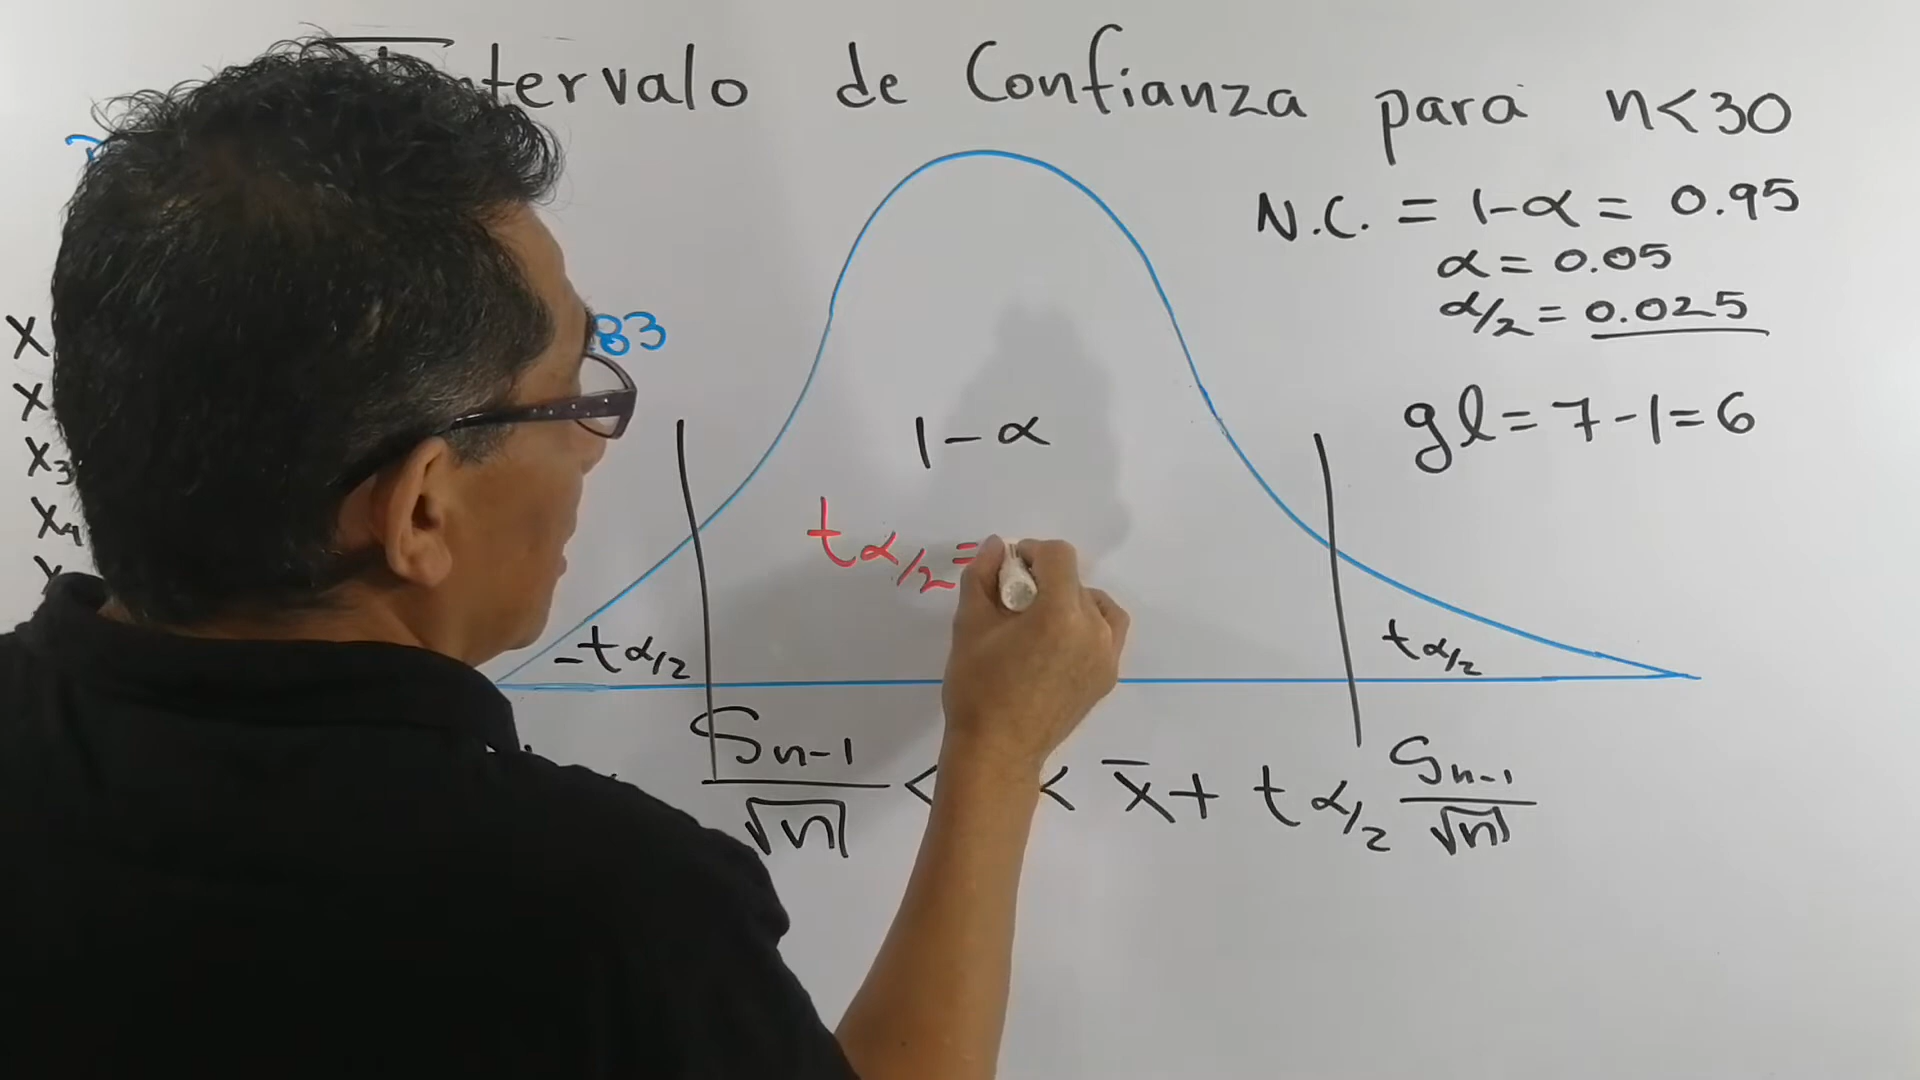 Intervalo de Confianza para n<30
N.C. = 1-α = 0.95
α = 0.05
α/2 = 0.025
gl = 7-1=6
83
X
X
X3
X4
1-α
tα/2 =
-tα/2
tα/2
Sn-1/√n < < x̄ + tα/2 Sn-1/√n